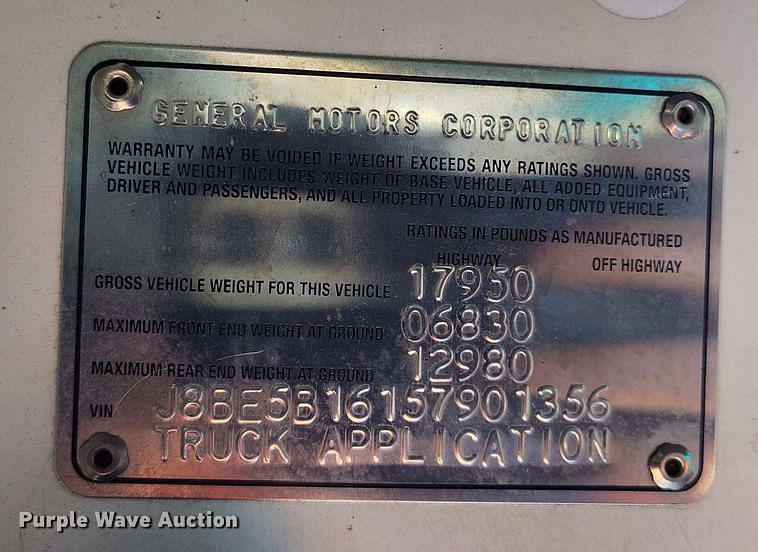 GENERAL MOTORS CORPORATION
WARRANTY MAY BE VOIDED IF WEIGHT EXCEEDS ANY RATINGS SHOWN. GROSS
VEHICLE WEIGHT INCLUDES WEIGHT OF BASE VEHICLE, ALL ADDED EQUIPMENT,
DRIVER AND PASSENGERS, AND ALL PROPERTY LOADED INTO OR ONTO VEHICLE.
RATINGS IN POUNDS AS MANUFACTURED
HIGHWAY OFF HIGHWAY
GROSS VEHICLE WEIGHT FOR THIS VEHICLE 17950
MAXIMUM FRONT END WEIGHT AT GROUND 06830
MAXIMUM REAR END WEIGHT AT GROUND 12980
VIN J8BE5B16157901356
TRUCK APPLICATION
Purple Wave Auction